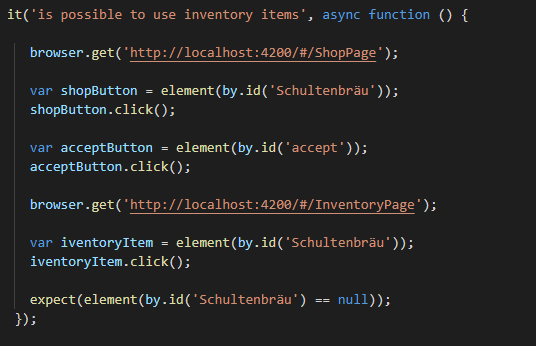 it('is possible to use inventory items', async function () {
browser.get('http://localhost:4200/#/ShopPage');
var shopButton = element(by.id('Schultenbräu'));
shopButton.click();
var acceptButton = element(by.id('accept'));
acceptButton.click();
browser.get('http://localhost:4200/#/InventoryPage');
var iventoryItem = element(by.id('Schultenbräu'));
iventoryItem.click();
expect(element(by.id('Schultenbräu') == null));
});